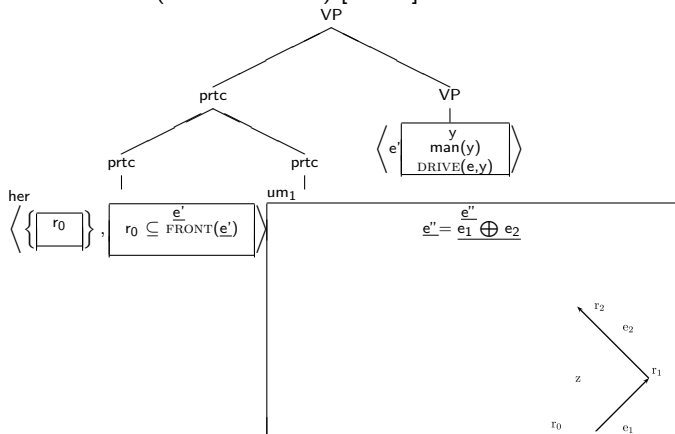 VP
prtc VP
prtc prtc
⟨ e' y ⟩
man(y)
DRIVE(e,y)
her um₁
⟨ { r₀ } , e' ⟩
r₀ ⊆ FRONT(e')
e''
e'' = e₁ ⊕ e₂
r₂
e₂
z r₁
r₀ e₁